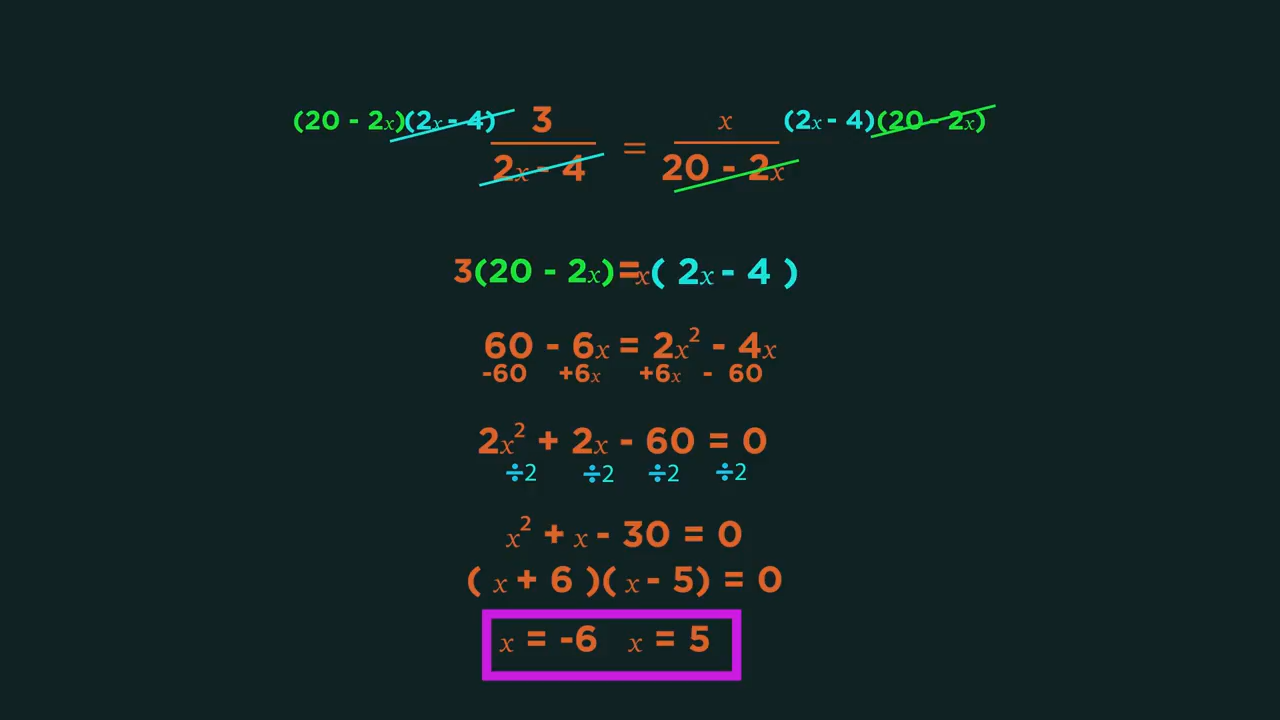 (20 - 2x)(2x - 4) 3 / 2x - 4 = x / 20 - 2x (2x - 4)(20 - 2x)
3(20 - 2x)=x( 2x - 4 )
60 - 6x = 2x² - 4x
-60 +6x +6x - 60
2x² + 2x - 60 = 0
÷2 ÷2 ÷2 ÷2
x² + x - 30 = 0
( x + 6 )( x - 5) = 0
x = -6 x = 5